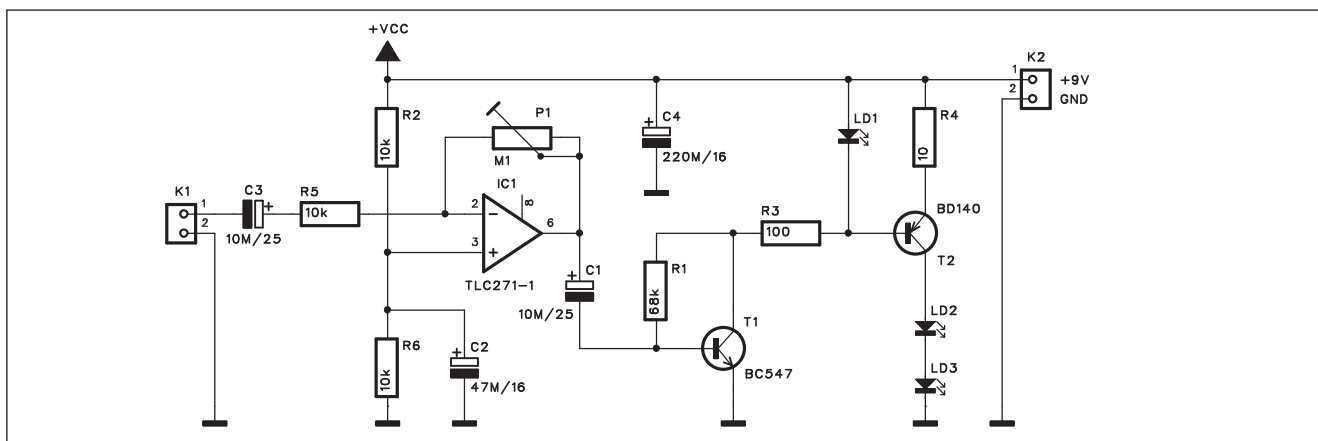 +VCC
K2
1
+9V
2
GND
R2
10k
P1
M1
C4
+
220M/16
LD1
R4
10
IC1
8
K1
1
2
C3
+
10M/25
R5
10k
2
−
3
+
6
TLC271-1
R3
100
BD140
T2
C1
+
10M/25
R1
68k
T1
BC547
LD2
LD3
R6
10k
C2
+
47M/16